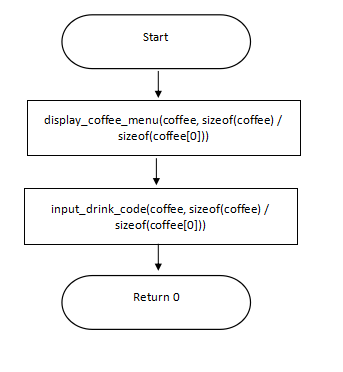 Start
display_coffee_menu(coffee, sizeof(coffee) /
sizeof(coffee[0]))
input_drink_code(coffee, sizeof(coffee) /
sizeof(coffee[0]))
Return 0